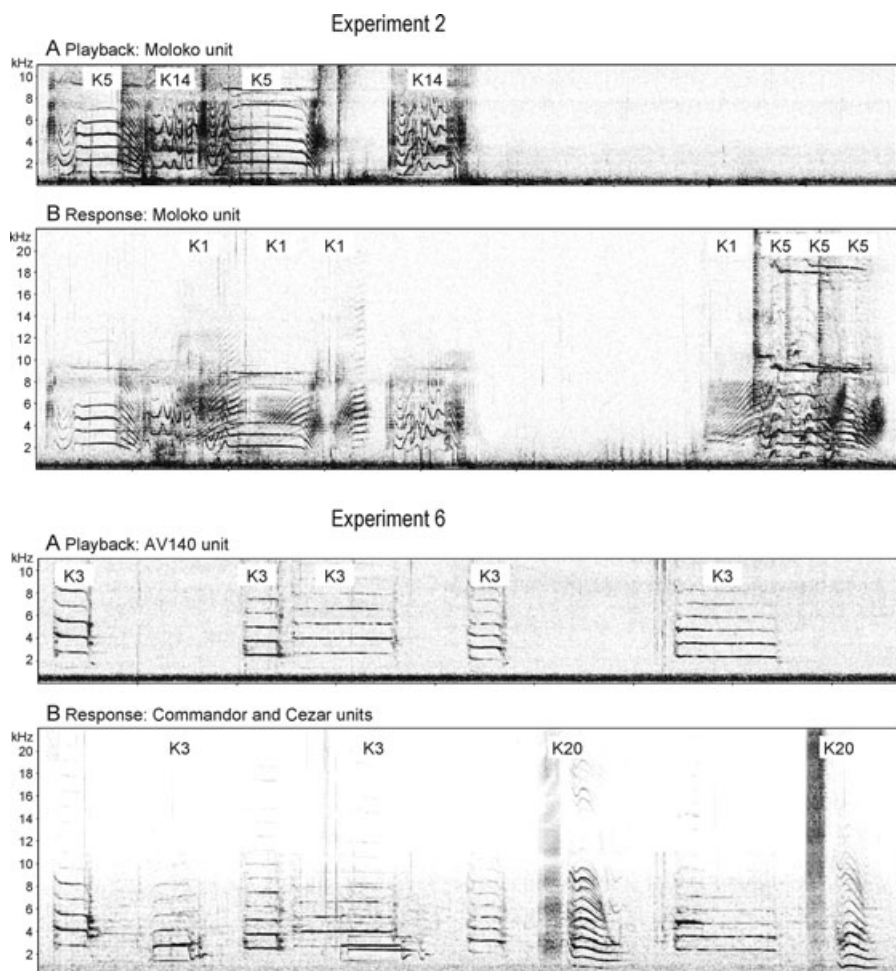 Experiment 2
A Playback: Moloko unit
kHz
10
8
6
4
2
K5 K14 K5 K14
B Response: Moloko unit
kHz
20
18
16
14
12
10
8
6
4
2
K1 K1 K1 K1 K5 K5 K5
Experiment 6
A Playback: AV140 unit
kHz
10
8
6
4
2
K3 K3 K3 K3 K3
B Response: Commandor and Cezar units
kHz
20
18
16
14
12
10
8
6
4
2
K3 K3 K20 K20